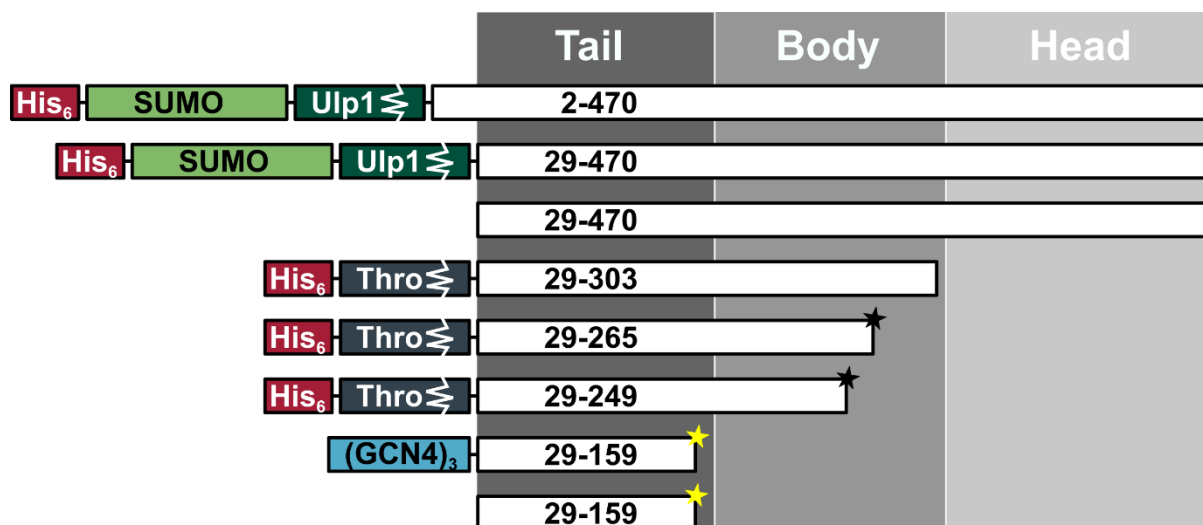 Tail Body Head
His₆ SUMO Ulp1 2-470
His₆ SUMO Ulp1 29-470
29-470
His₆ Thro 29-303
His₆ Thro 29-265
His₆ Thro 29-249
(GCN4)₃ 29-159
29-159